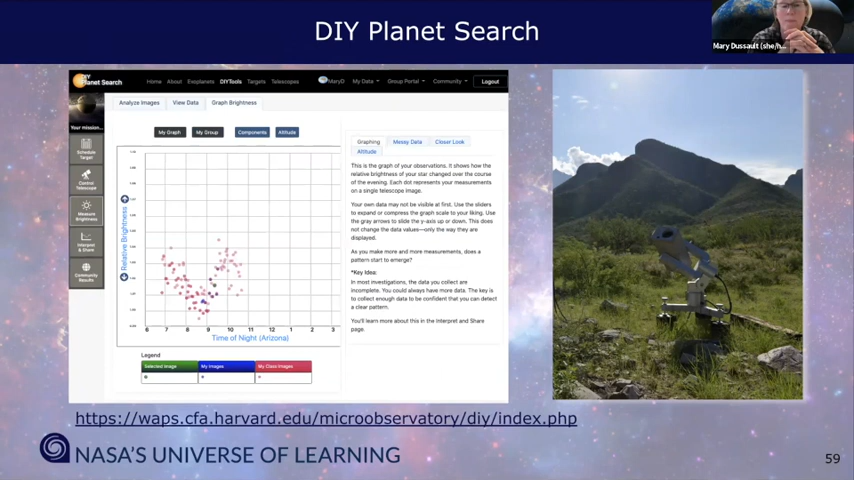 DIY Planet Search
Mary Dussault (she/h...
DIY
Planet Search
Home About Exoplanets DIYTools Targets Telescopes MaryD My Data Group Portal Community Logout
Your mission...
Schedule
Target
Control
Telescope
Measure
Brightness
Interpret
& Share
Community
Results
Analyze Images View Data Graph Brightness
My Graph My Group Components Altitude
Relative Brightness
6 7 8 9 10 11 12 1 2 3
Time of Night (Arizona)
Legend
Selected Image My Images My Class Images
Graphing Messy Data Closer Look
Altitude
This is the graph of your observations. It shows how the
relative brightness of your star changed over the course
of the evening. Each dot represents your measurements
on a single telescope image.
Your own data may not be visible at first. Use the sliders
to expand or compress the graph scale to your liking. Use
the gray arrows to slide the y-axis up or down. This does
not change the data values—only the way they are
displayed.
As you make more and more measurements, does a
pattern start to emerge?
*Key Idea:
In most investigations, the data you collect are
incomplete. You could always have more data. The key is
to collect enough data to be confident that you can detect
a clear pattern.
You'll learn more about this in the Interpret and Share
page.
https://waps.cfa.harvard.edu/microobservatory/diy/index.php
NASA'S UNIVERSE OF LEARNING
59